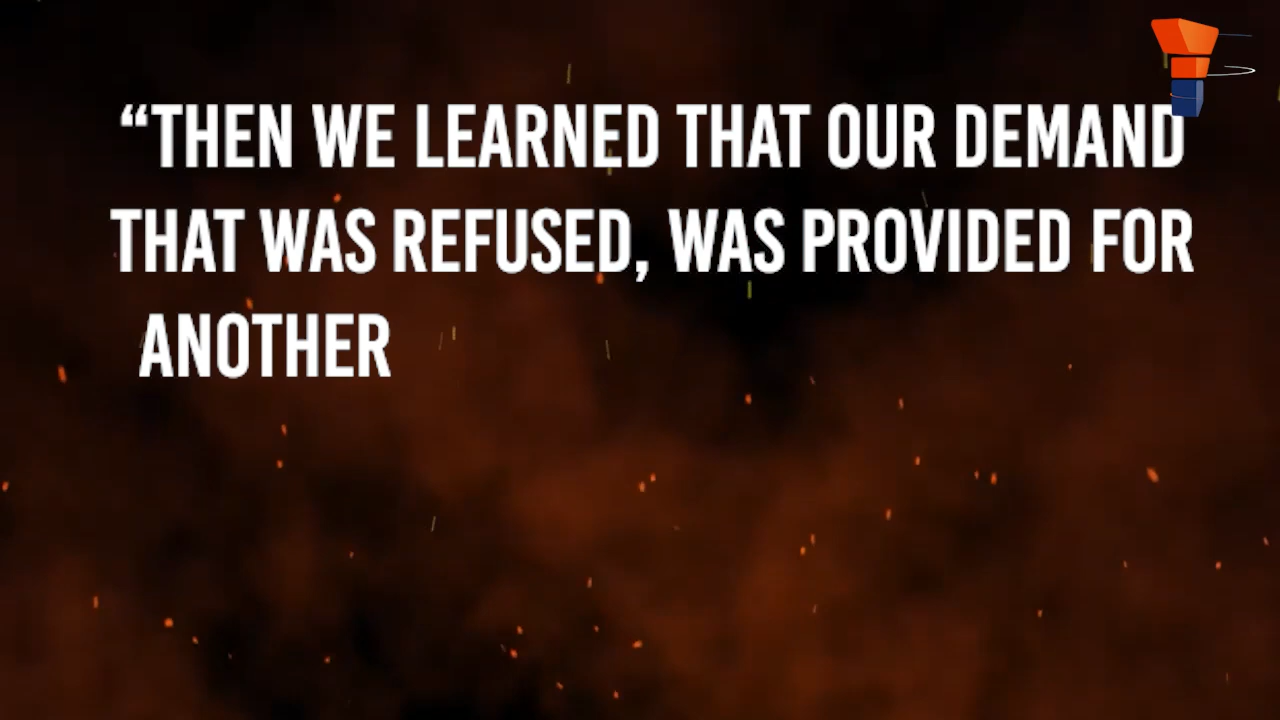 “THEN WE LEARNED THAT OUR DEMAND
THAT WAS REFUSED, WAS PROVIDED FOR
ANOTHER